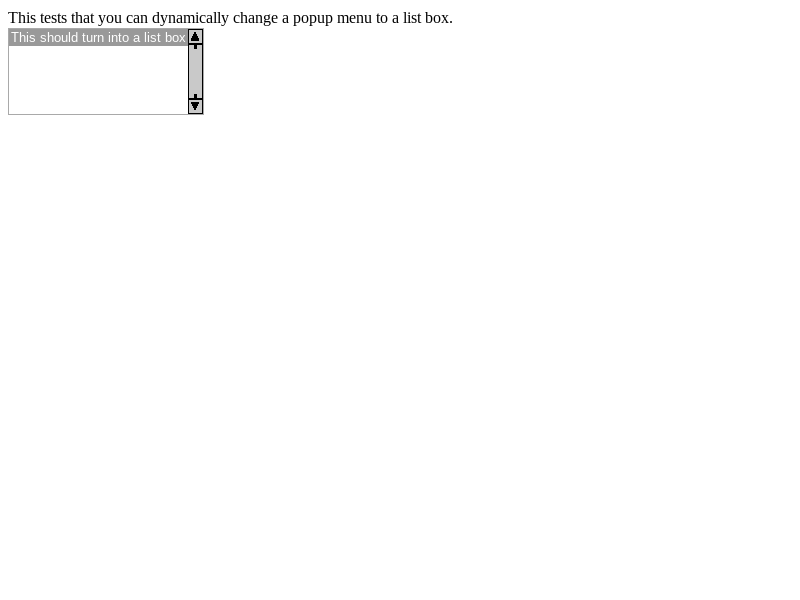 This tests that you can dynamically change a popup menu to a list box.
This should turn into a list box